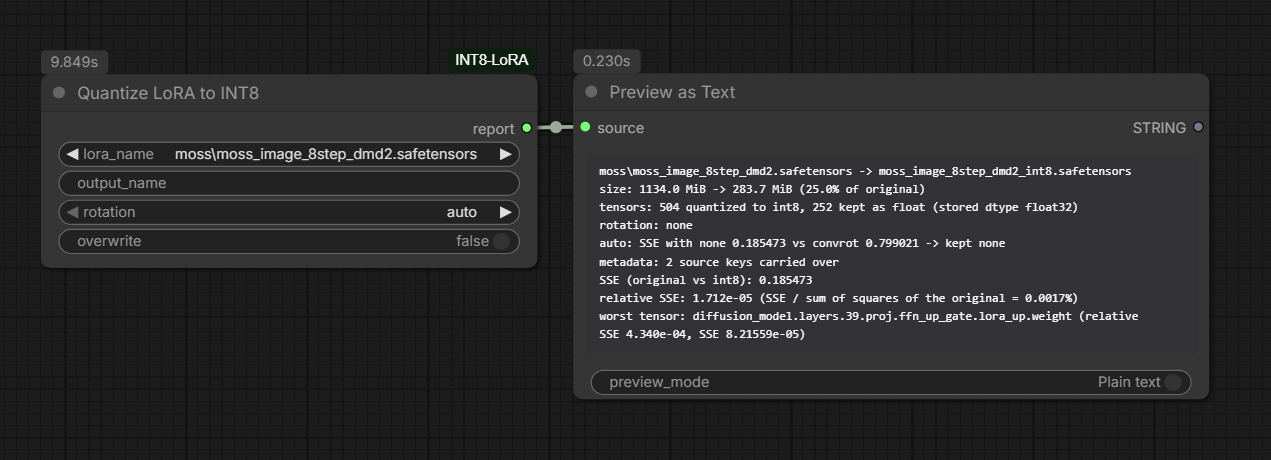 9.849s
INT8-LoRA
Quantize LoRA to INT8
report
lora_name moss\moss_image_8step_dmd2.safetensors
output_name
rotation auto
overwrite false
0.230s
Preview as Text
source STRING
moss\moss_image_8step_dmd2.safetensors -> moss_image_8step_dmd2_int8.safetensors
size: 1134.0 MiB -> 283.7 MiB (25.0% of original)
tensors: 504 quantized to int8, 252 kept as float (stored dtype float32)
rotation: none
auto: SSE with none 0.185473 vs convrot 0.799021 -> kept none
metadata: 2 source keys carried over
SSE (original vs int8): 0.185473
relative SSE: 1.712e-05 (SSE / sum of squares of the original = 0.0017%)
worst tensor: diffusion_model.layers.39.proj.ffn_up_gate.lora_up.weight (relative
SSE 4.340e-04, SSE 8.21559e-05)
preview_mode Plain text